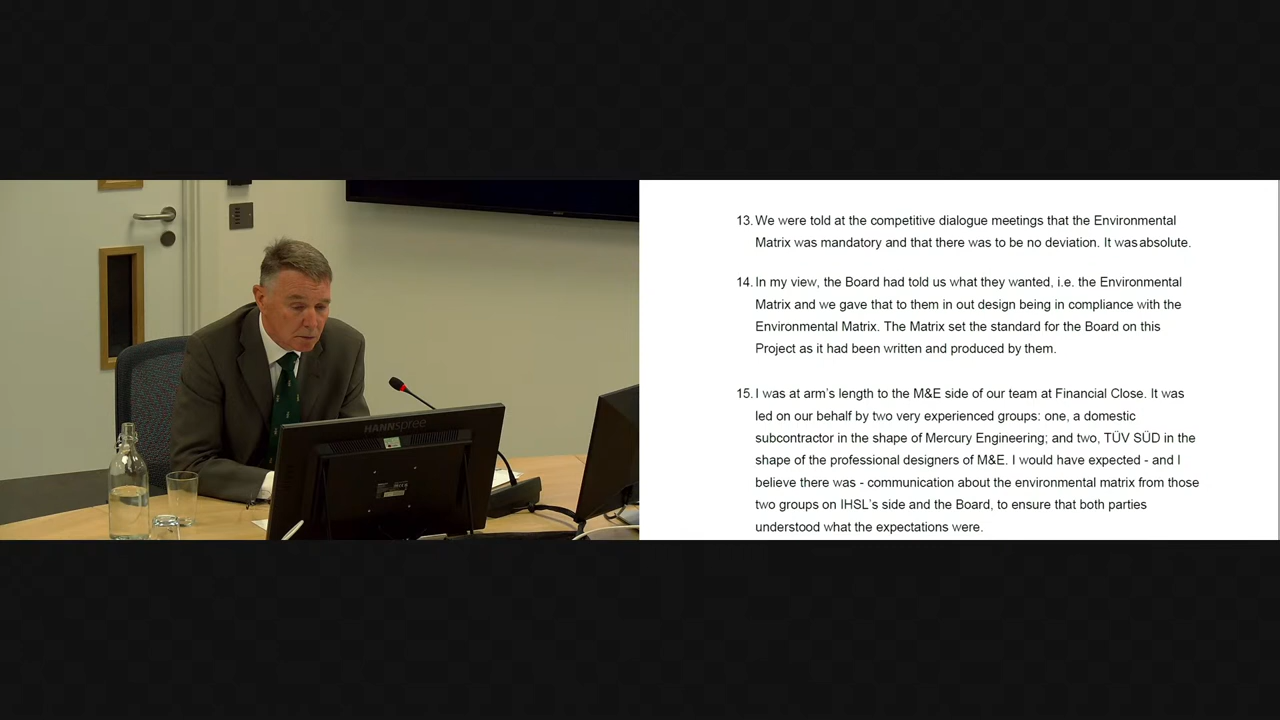 13. We were told at the competitive dialogue meetings that the Environmental
Matrix was mandatory and that there was to be no deviation. It was absolute.
14. In my view, the Board had told us what they wanted, i.e. the Environmental
Matrix and we gave that to them in out design being in compliance with the
Environmental Matrix. The Matrix set the standard for the Board on this
Project as it had been written and produced by them.
15. I was at arm's length to the M&E side of our team at Financial Close. It was
led on our behalf by two very experienced groups: one, a domestic
subcontractor in the shape of Mercury Engineering; and two, TÜV SÜD in the
shape of the professional designers of M&E. I would have expected - and I
believe there was - communication about the environmental matrix from those
two groups on IHSL's side and the Board, to ensure that both parties
understood what the expectations were.
HANNspree